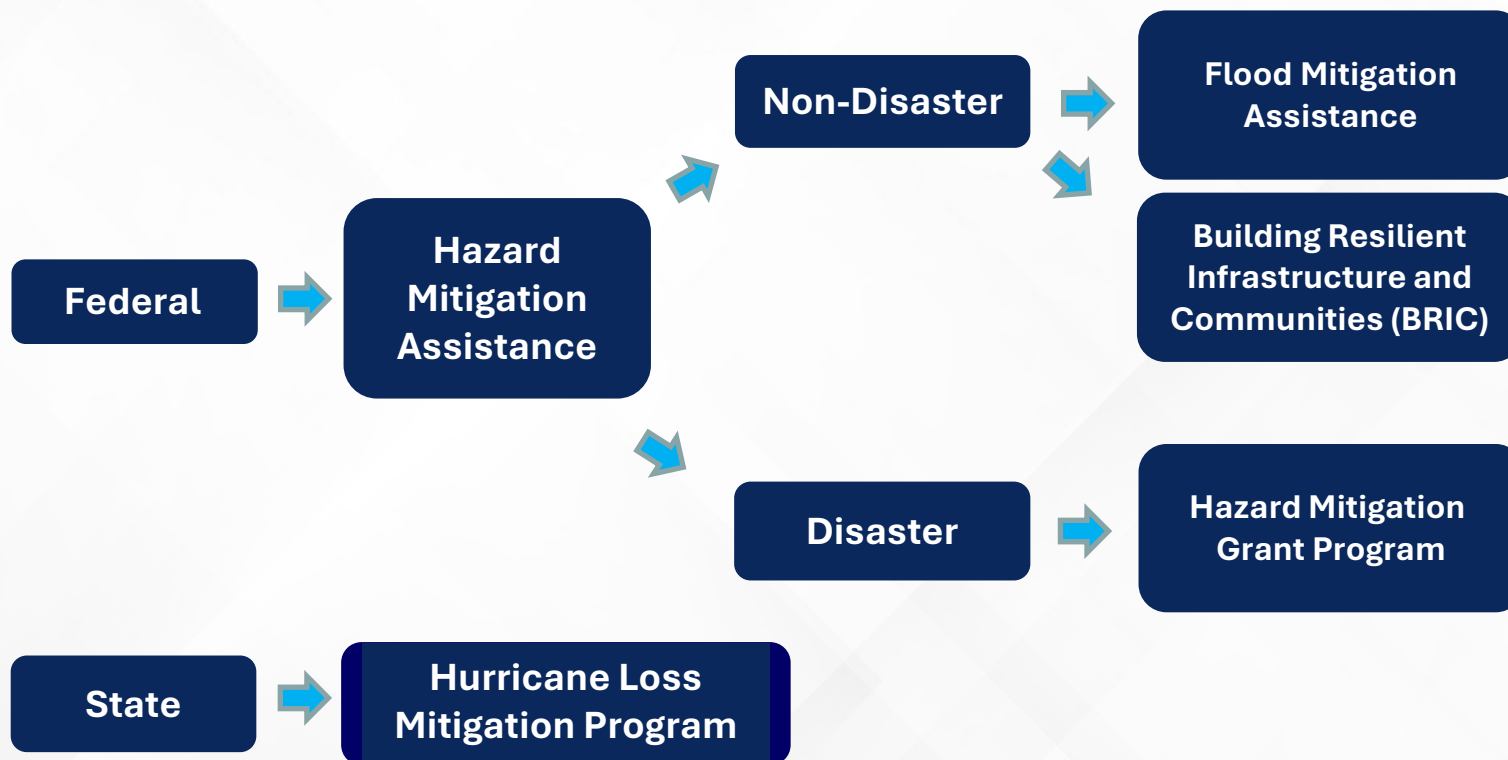 Federal
Hazard
Mitigation
Assistance
Non-Disaster
Flood Mitigation
Assistance
Building Resilient
Infrastructure and
Communities (BRIC)
Disaster
Hazard Mitigation
Grant Program
State
Hurricane Loss
Mitigation Program